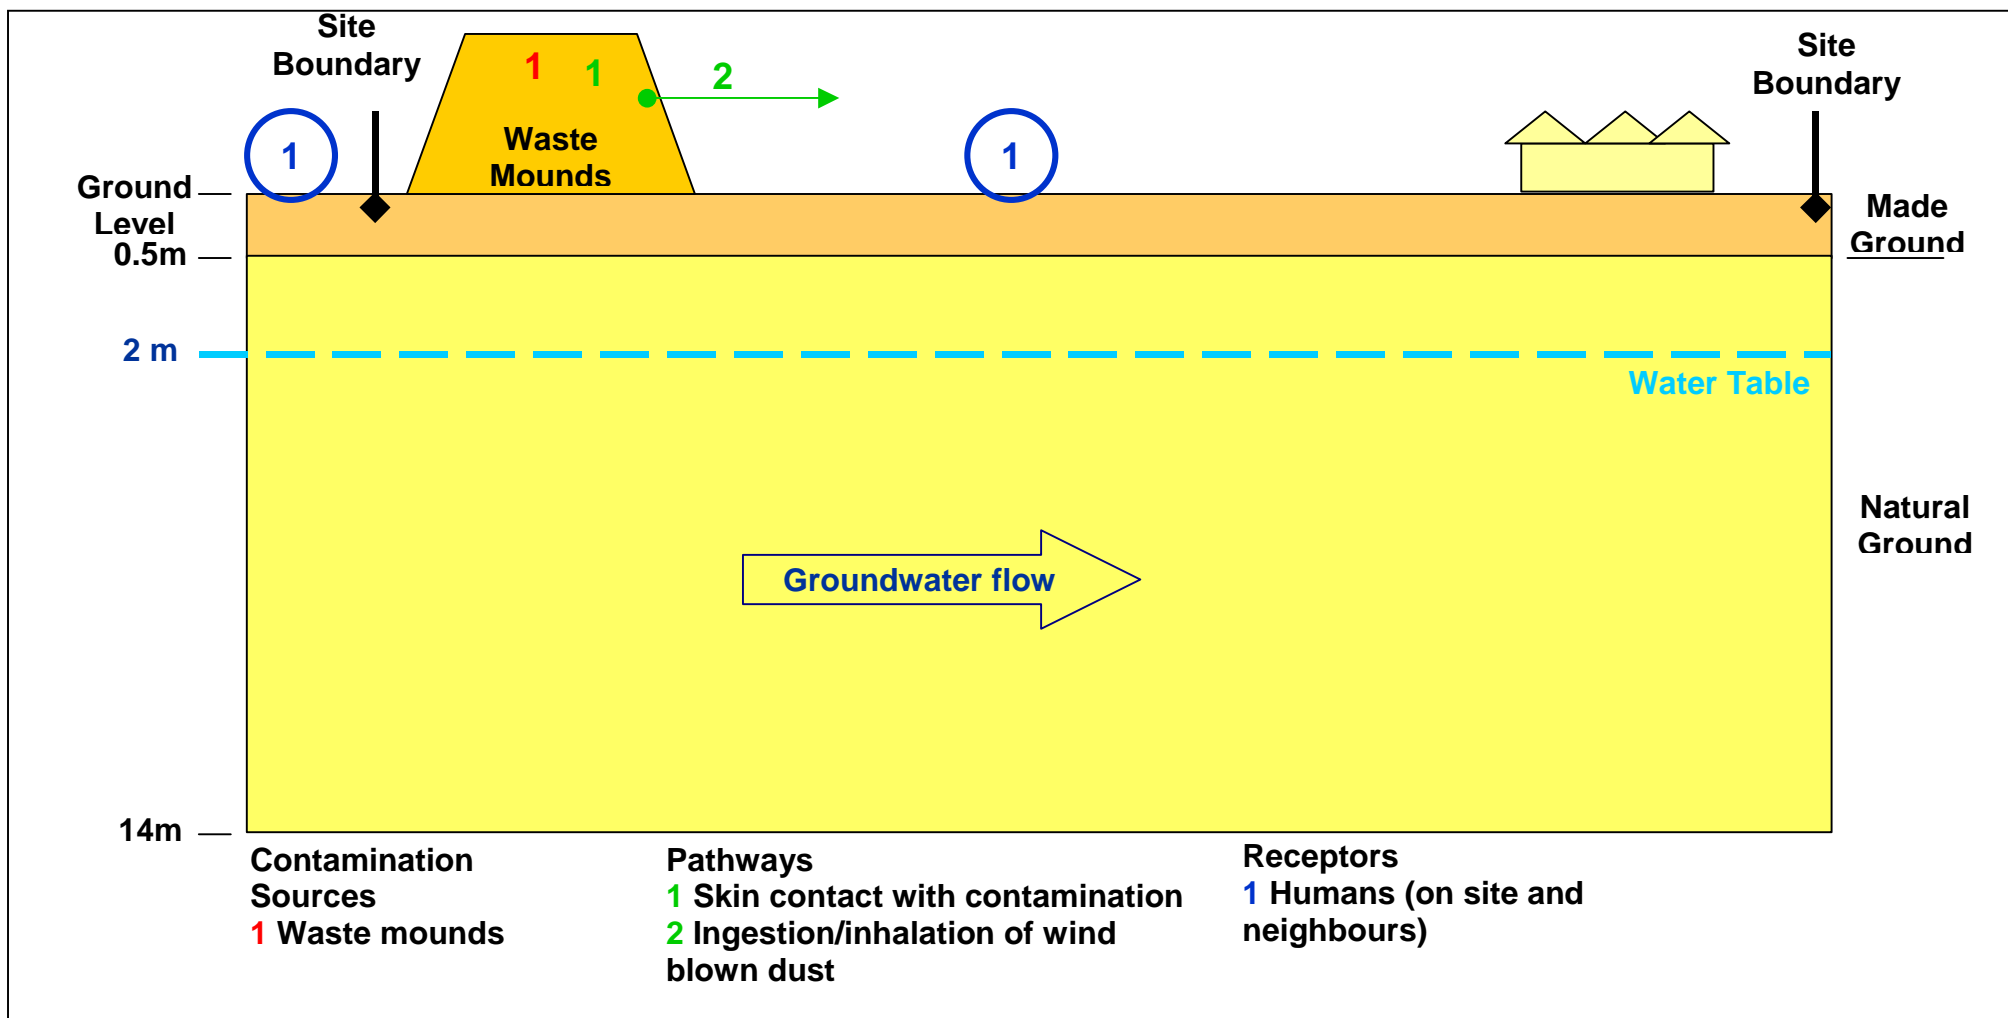 Site
Boundary
Site
Boundary
1
1
2
1
Waste
Mounds
1
Ground
Level
0.5m
Made
Ground
2 m
Water Table
Natural
Ground
Groundwater flow
14m
Contamination
Sources
1 Waste mounds
Pathways
1 Skin contact with contamination
2 Ingestion/inhalation of wind
blown dust
Receptors
1 Humans (on site and
neighbours)